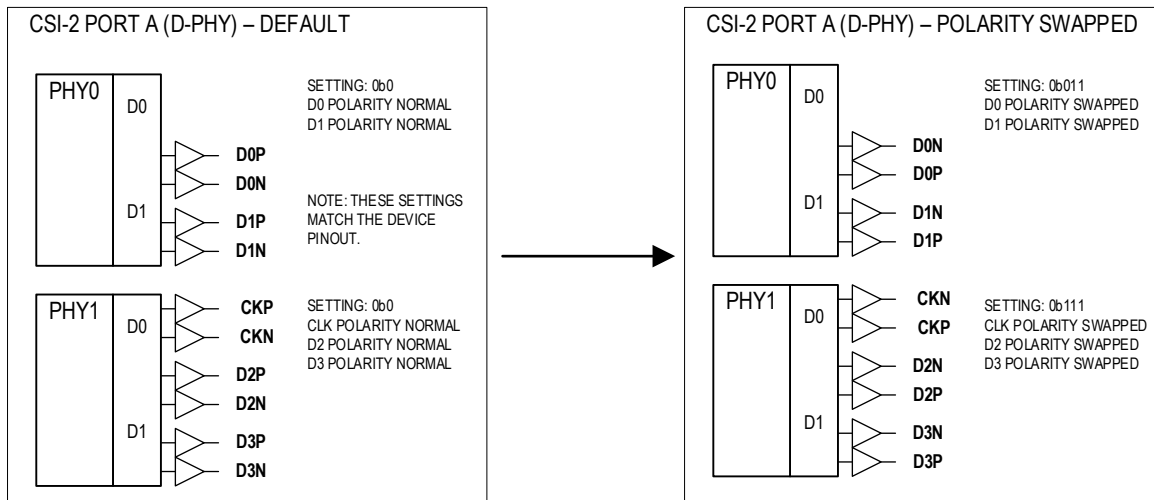 CSI-2 PORT A (D-PHY) – DEFAULT
PHY0
D0
D1
SETTING: 0b0
D0 POLARITY NORMAL
D1 POLARITY NORMAL
D0P
D0N
D1P
D1N
NOTE: THESE SETTINGS
MATCH THE DEVICE
PINOUT.
PHY1
D0
D1
CKP
CKN
D2P
D2N
D3P
D3N
SETTING: 0b0
CLK POLARITY NORMAL
D2 POLARITY NORMAL
D3 POLARITY NORMAL
CSI-2 PORT A (D-PHY) – POLARITY SWAPPED
PHY0
D0
D1
SETTING: 0b011
D0 POLARITY SWAPPED
D1 POLARITY SWAPPED
D0N
D0P
D1N
D1P
PHY1
D0
D1
CKN
CKP
D2N
D2P
D3N
D3P
SETTING: 0b111
CLK POLARITY SWAPPED
D2 POLARITY SWAPPED
D3 POLARITY SWAPPED